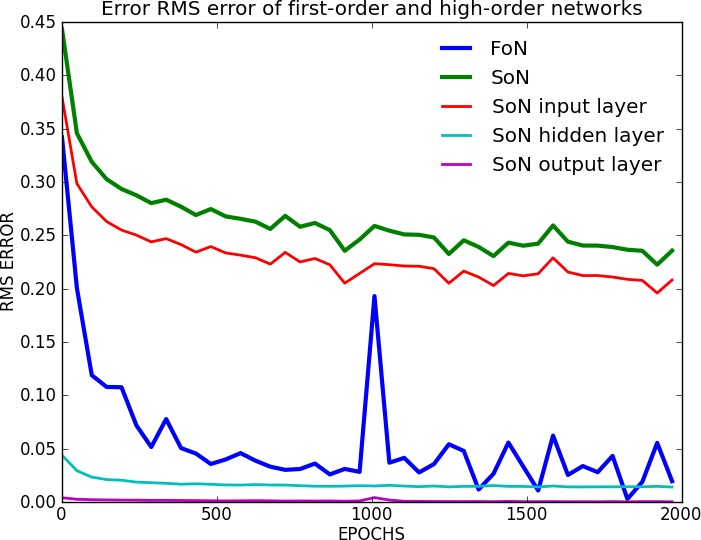 Error RMS error of first-order and high-order networks
RMS ERROR
0.45
0.40
0.35
0.30
0.25
0.20
0.15
0.10
0.05
0.00
FoN
SoN
SoN input layer
SoN hidden layer
SoN output layer
0 500 1000 1500 2000
EPOCHS